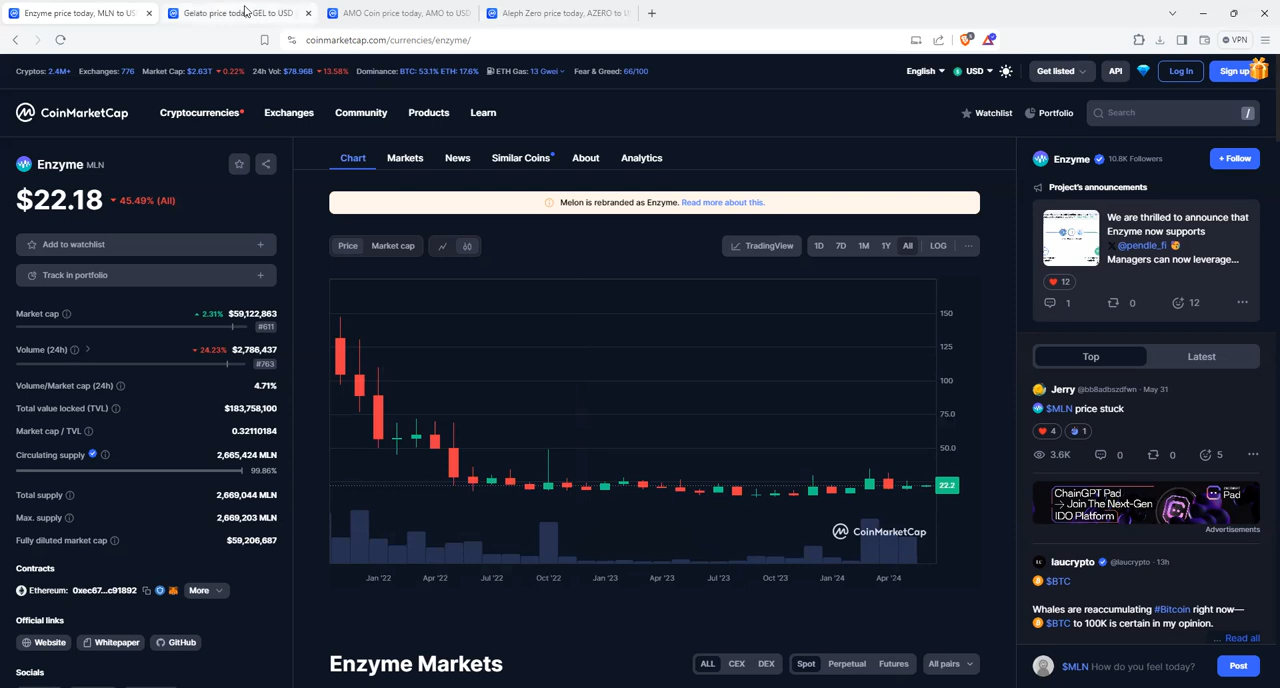 Enzyme price today, MLN to US
Gelato price today, GEL to USD
AMO Coin price today, AMO to USD
Aleph Zero price today, AZERO to U
coinmarketcap.com/currencies/enzyme/
VPN
Cryptos: 2.4M+ Exchanges: 776 Market Cap: $2.63T 0.22% 24h Vol: $78.96B 13.58% Dominance: BTC: 53.1% ETH: 17.6% ETH Gas: 13 Gwei Fear & Greed: 66/100
English USD Get listed API Log In Sign up
CoinMarketCap Cryptocurrencies Exchanges Community Products Learn
Watchlist Portfolio Search /
Enzyme MLN
$22.18 45.49% (All)
Add to watchlist +
Track in portfolio +
Market cap 2.31% $59,122,863
#611
Volume (24h) 24.23% $2,786,437
#763
Volume/Market cap (24h) 4.71%
Total value locked (TVL) $183,758,100
Market cap / TVL 0.32110184
Circulating supply 2,665,424 MLN
99.86%
Total supply 2,669,044 MLN
Max. supply 2,669,203 MLN
Fully diluted market cap $59,206,687
Contracts
Ethereum: 0xec67...c91892 More
Official links
Website Whitepaper GitHub
Socials
Chart Markets News Similar Coins About Analytics
Melon is rebranded as Enzyme. Read more about this.
Price Market cap
TradingView 1D 7D 1M 1Y All LOG ...
150
125
100
75.0
50.0
22.2
CoinMarketCap
Jan '22 Apr '22 Jul '22 Oct '22 Jan '23 Apr '23 Jul '23 Oct '23 Jan '24 Apr '24
Enzyme Markets
ALL CEX DEX Spot Perpetual Futures All pairs
Enzyme 10.8K Followers + Follow
Project's announcements
We are thrilled to announce that
Enzyme now supports
@pendle_fi
Managers can now leverage...
12
1 0 12 ...
Top Latest
Jerry @bb8adbszdfwn · May 31
$MLN price stuck
4 1
3.6K 0 0 5 ...
ChainGPT Pad
→ Join The Next-Gen
IDO Platform
Pad
Advertisements
laucrypto @laucrypto · 13h
$BTC
Whales are reaccumulating #Bitcoin right now—
$BTC to 100K is certain in my opinion.
... Read all
$MLN How do you feel today? Post